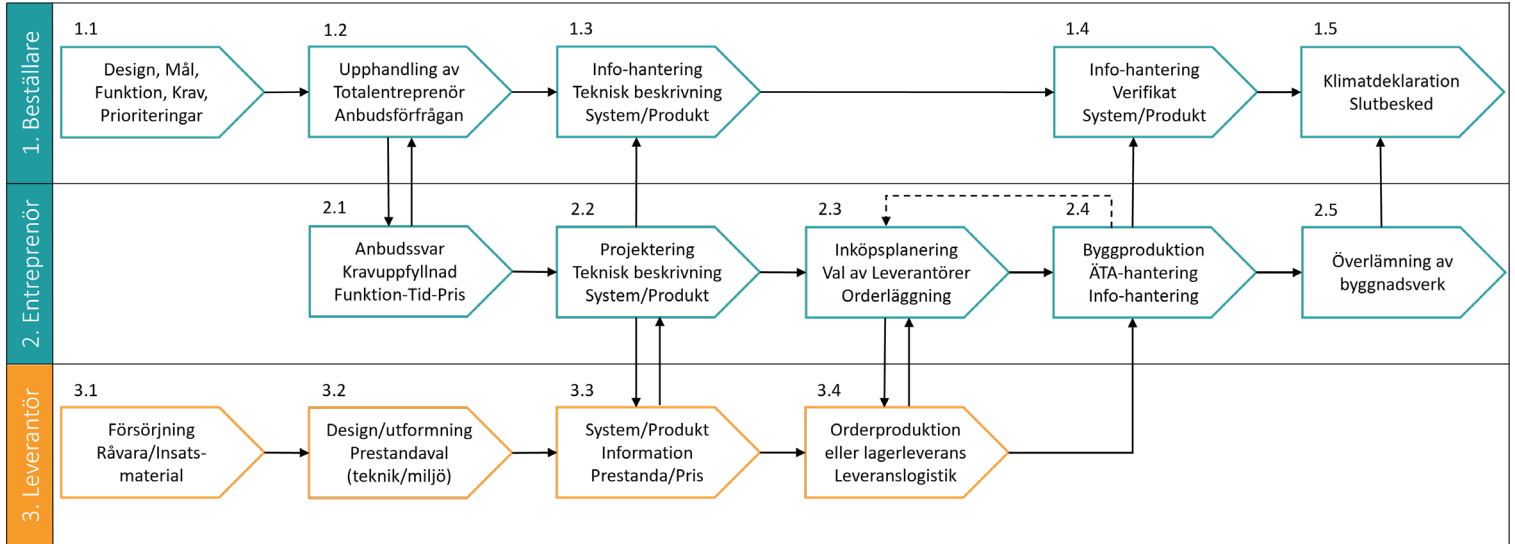 1. Beställare
1.1
Design, Mål,
Funktion, Krav,
Prioriteringar
1.2
Upphandling av
Totalentreprenör
Anbudsförfrågan
1.3
Info-hantering
Teknisk beskrivning
System/Produkt
1.4
Info-hantering
Verifikat
System/Produkt
1.5
Klimatdeklaration
Slutbesked
2. Entreprenör
2.1
Anbudssvar
Kravuppfyllnad
Funktion-Tid-Pris
2.2
Projektering
Teknisk beskrivning
System/Produkt
2.3
Inköpsplanering
Val av Leverantörer
Orderläggning
2.4
Byggproduktion
ÄTA-hantering
Info-hantering
2.5
Överlämning av
byggnadsverk
3. Leverantör
3.1
Försörjning
Råvara/Insats-
material
3.2
Design/utformning
Prestandaval
(teknik/miljö)
3.3
System/Produkt
Information
Prestanda/Pris
3.4
Orderproduktion
eller lagerleverans
Leveranslogistik